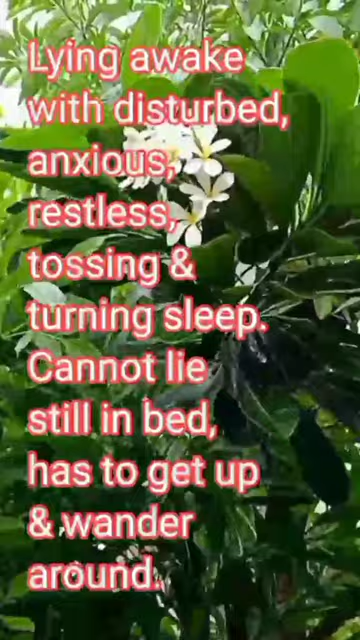 Lying awake
with disturbed,
anxious,
restless,
tossing &
turning sleep.
Cannot lie
still in bed,
has to get up
& wander
around.